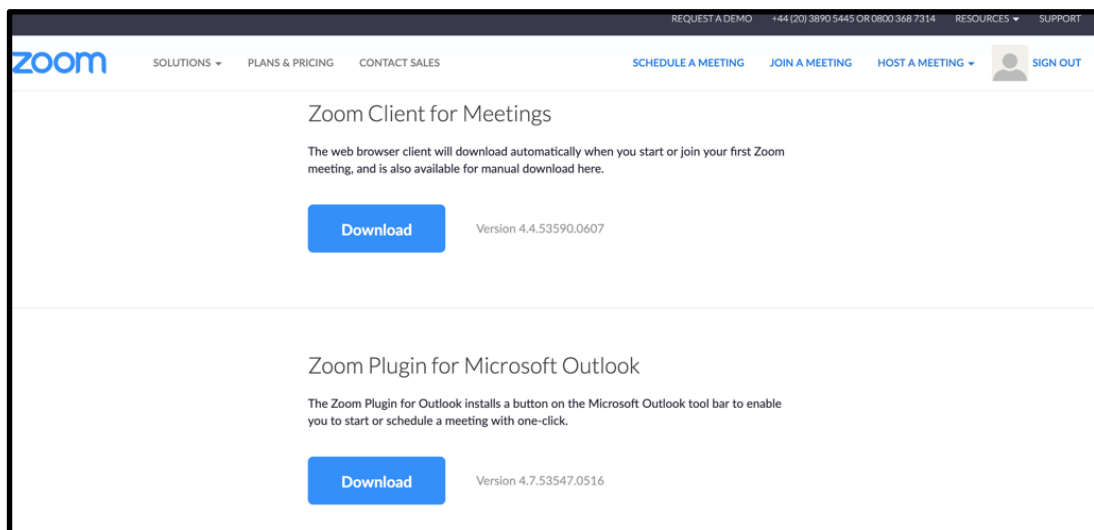 REQUEST A DEMO +44 (20) 3890 5445 OR 0800 368 7314 RESOURCES SUPPORT
zoom SOLUTIONS PLANS & PRICING CONTACT SALES SCHEDULE A MEETING JOIN A MEETING HOST A MEETING SIGN OUT
Zoom Client for Meetings
The web browser client will download automatically when you start or join your first Zoom
meeting, and is also available for manual download here.
Download Version 4.4.53590.0607
Zoom Plugin for Microsoft Outlook
The Zoom Plugin for Outlook installs a button on the Microsoft Outlook tool bar to enable
you to start or schedule a meeting with one-click.
Download Version 4.7.53547.0516